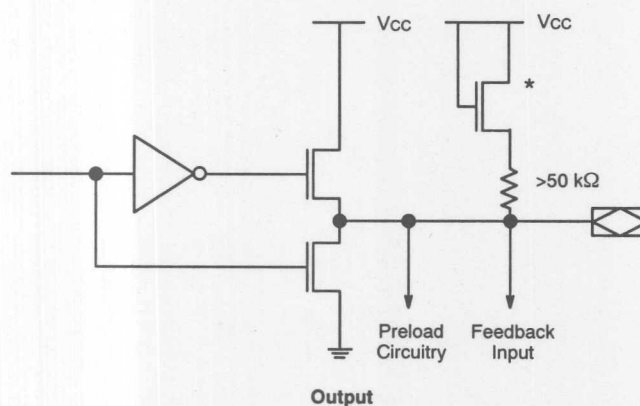 Vcc
Vcc
*
>50 kΩ
Preload
Circuitry
Feedback
Input
Output